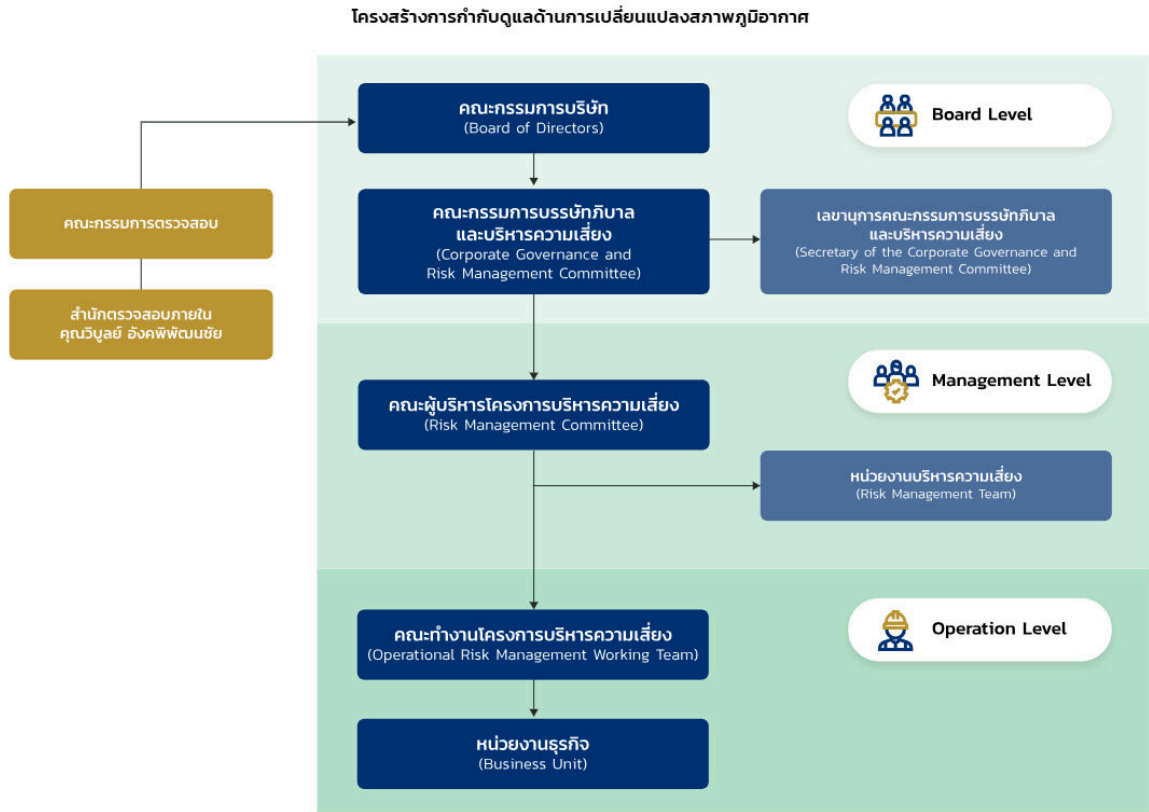 โครงสร้างการกำกับดูแลด้านการเปลี่ยนแปลงสภาพภูมิอากาศ
คณะกรรมการบริษัท
(Board of Directors)
Board Level
คณะกรรมการตรวจสอบ
สำนักตรวจสอบภายใน
คุณวิบูลย์ อังคพิพัฒนชัย
คณะกรรมการบรรษัทภิบาล
และบริหารความเสี่ยง
(Corporate Governance and
Risk Management Committee)
เลขานุการคณะกรรมการบรรษัทภิบาล
และบริหารความเสี่ยง
(Secretary of the Corporate Governance and
Risk Management Committee)
Management Level
คณะผู้บริหารโครงการบริหารความเสี่ยง
(Risk Management Committee)
หน่วยงานบริหารความเสี่ยง
(Risk Management Team)
Operation Level
คณะทำงานโครงการบริหารความเสี่ยง
(Operational Risk Management Working Team)
หน่วยงานธุรกิจ
(Business Unit)